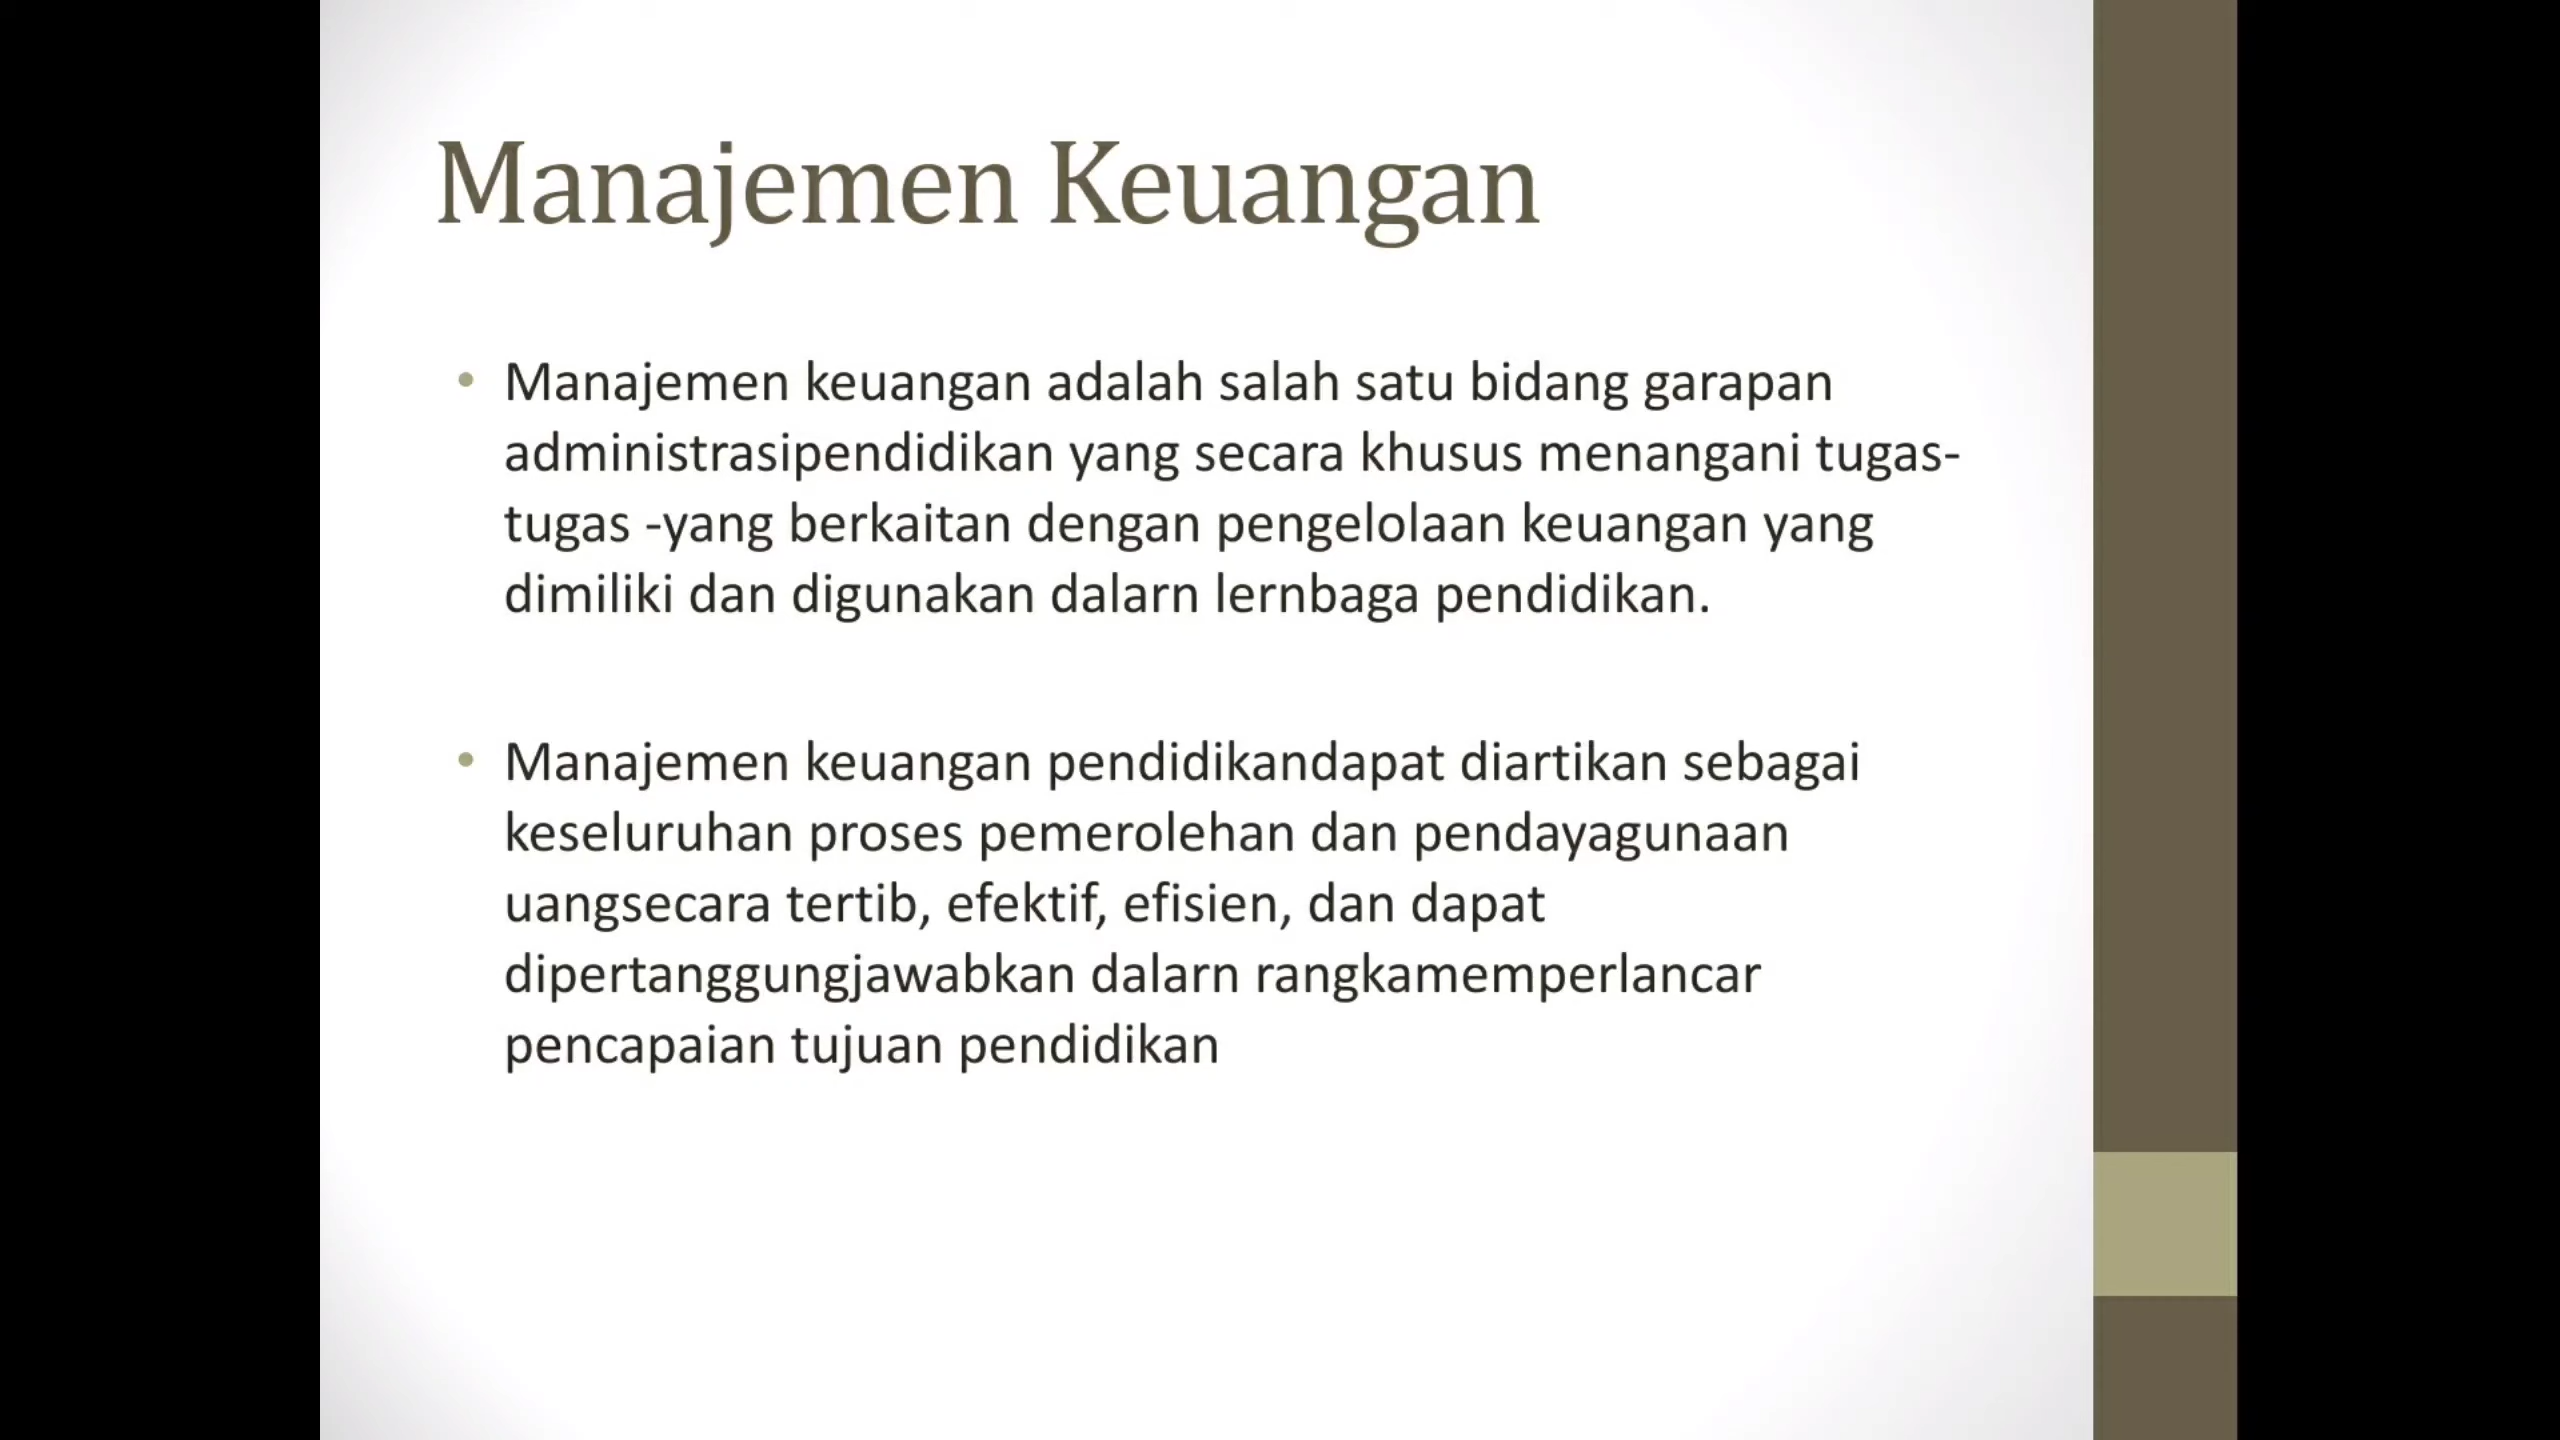 Manajemen Keuangan
• Manajemen keuangan adalah salah satu bidang garapan
administrasipendidikan yang secara khusus menangani tugas-
tugas -yang berkaitan dengan pengelolaan keuangan yang
dimiliki dan digunakan dalarn lernbaga pendidikan.
• Manajemen keuangan pendidikandapat diartikan sebagai
keseluruhan proses pemerolehan dan pendayagunaan
uangsecara tertib, efektif, efisien, dan dapat
dipertanggungjawabkan dalarn rangkamemperlancar
pencapaian tujuan pendidikan